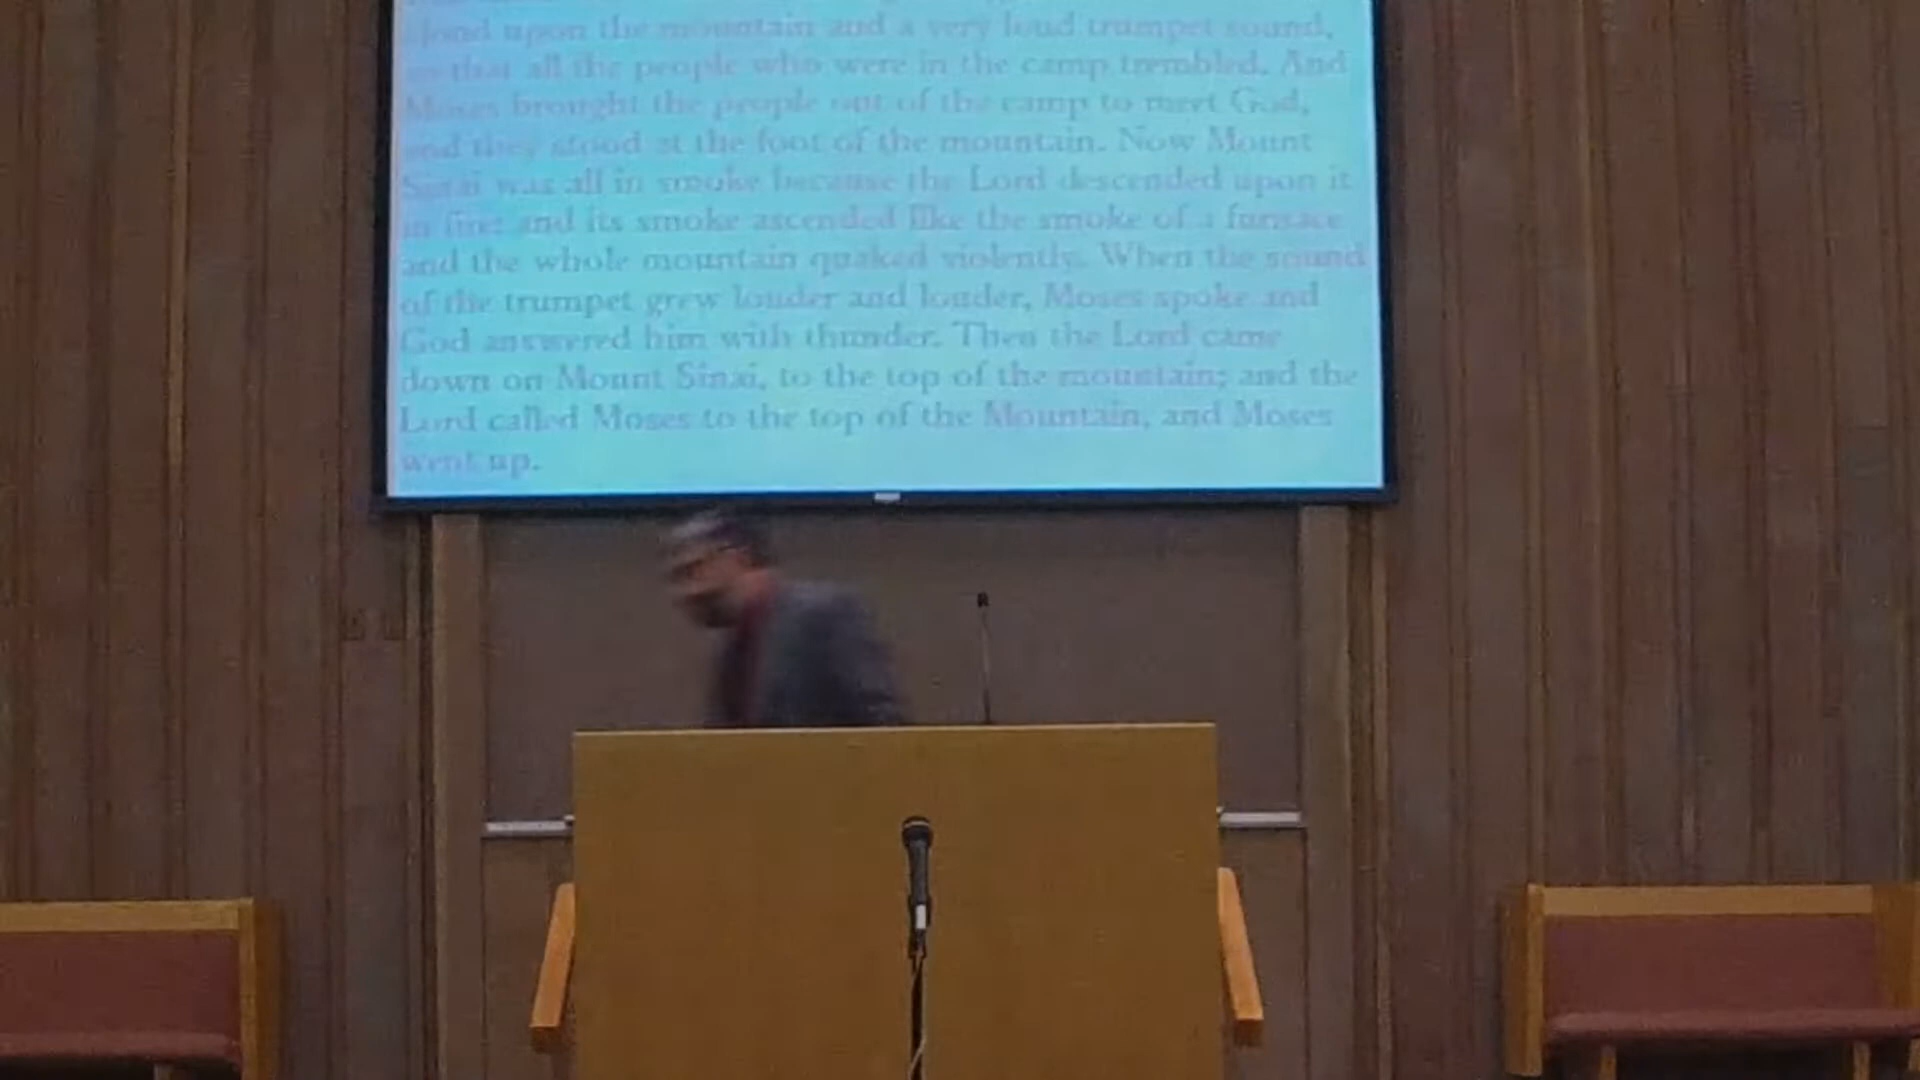 cloud upon the mountain and a very loud trumpet sound,
so that all the people who were in the camp trembled. And
Moses brought the people out of the camp to meet God,
and they stood at the foot of the mountain. Now Mount
Sinai was all in smoke because the Lord descended upon it
in fire; and its smoke ascended like the smoke of a furnace
and the whole mountain quaked violently. When the sound
of the trumpet grew louder and louder, Moses spoke and
God answered him with thunder. Then the Lord came
down on Mount Sinai, to the top of the mountain; and the
Lord called Moses to the top of the Mountain, and Moses
went up.